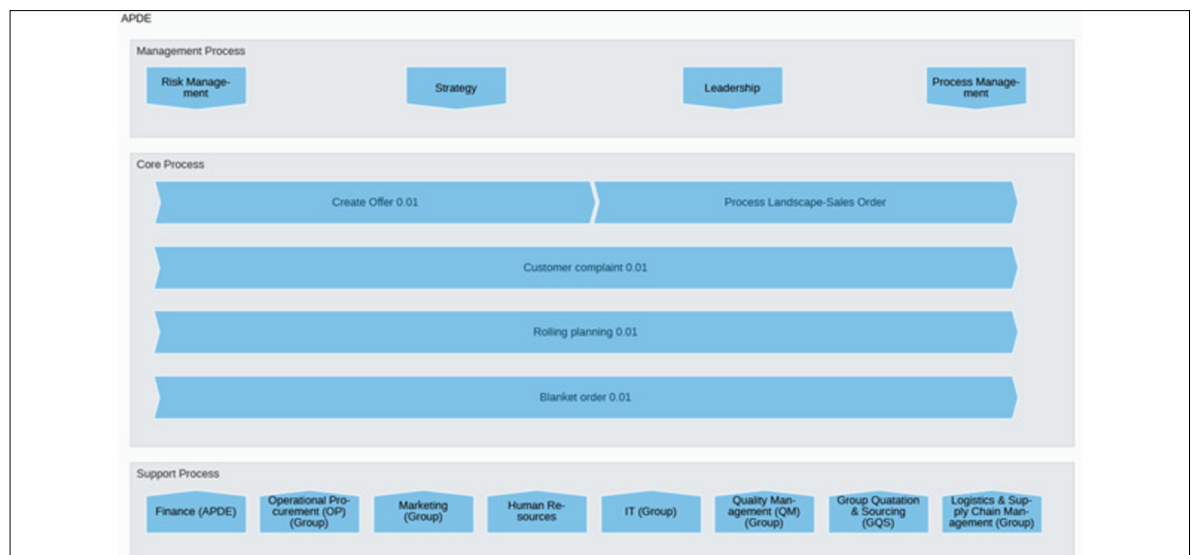 APDE
Management Process
Risk Manage-
ment
Strategy
Leadership
Process Manage-
ment
Core Process
Create Offer 0.01
Process Landscape-Sales Order
Customer complaint 0.01
Rolling planning 0.01
Blanket order 0.01
Support Process
Finance (APDE)
Operational Pro-
curement (OP)
(Group)
Marketing
(Group)
Human Re-
sources
IT (Group)
Quality Man-
agement (QM)
(Group)
Group Quatation
& Sourcing
(GQS)
Logistics & Sup-
ply Chain Man-
agement (Group)